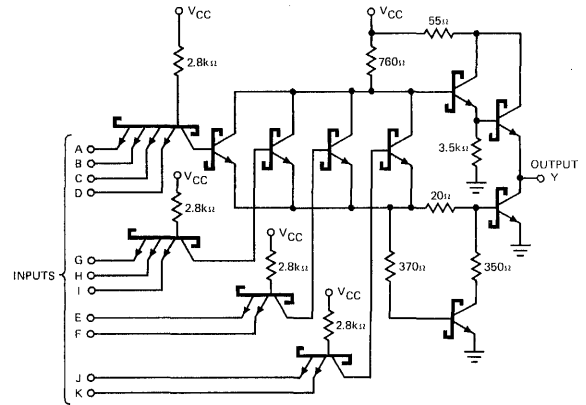 VCC
VCC
55Ω
2.8kΩ
760Ω
A
B
C
D
3.5kΩ
VCC
OUTPUT
Y
2.8kΩ
20Ω
VCC
G
H
I
INPUTS
2.8kΩ
370Ω
350Ω
VCC
E
F
2.8kΩ
J
K